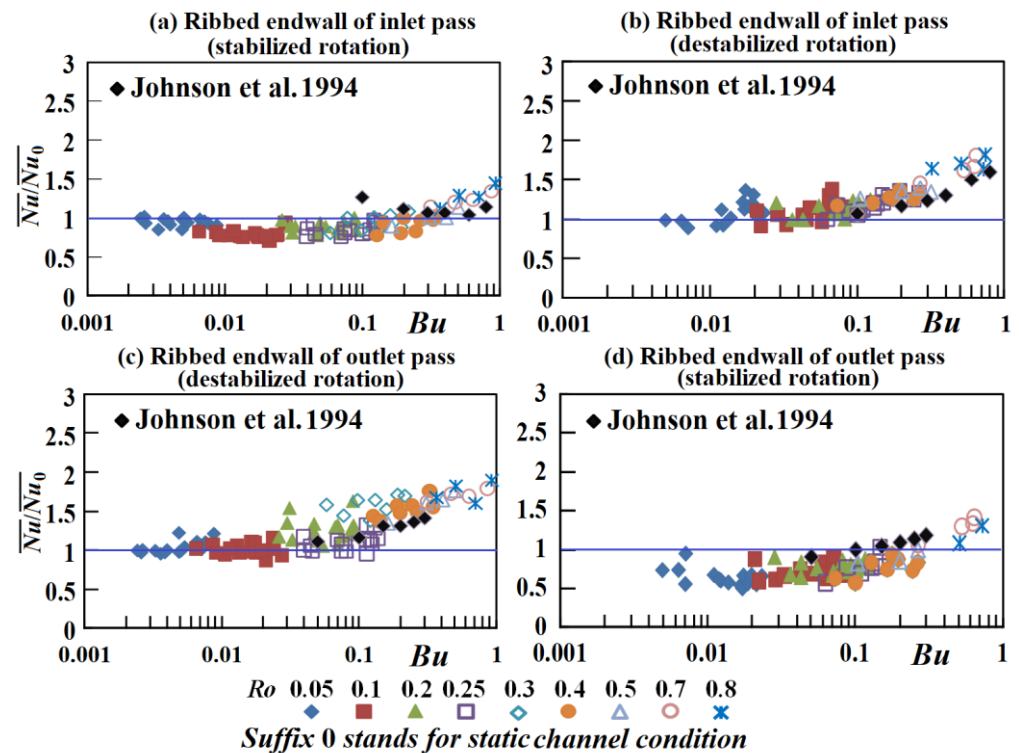 (a) Ribbed endwall of inlet pass
(stabilized rotation)
3
2.5
2
1.5
1
0.5
0
Johnson et al. 1994
Nu/Nu0
0.001 0.01 0.1 Bu 1
(b) Ribbed endwall of inlet pass
(destabilized rotation)
3
2.5
2
1.5
1
0.5
0
Johnson et al. 1994
0.001 0.01 0.1 Bu 1
(c) Ribbed endwall of outlet pass
(destabilized rotation)
3
2.5
2
1.5
1
0.5
0
Johnson et al. 1994
Nu/Nu0
0.001 0.01 0.1 Bu 1
(d) Ribbed endwall of outlet pass
(stabilized rotation)
3
2.5
2
1.5
1
0.5
0
Johnson et al. 1994
0.001 0.01 0.1 Bu 1
Ro 0.05 0.1 0.2 0.25 0.3 0.4 0.5 0.7 0.8
Suffix 0 stands for static channel condition